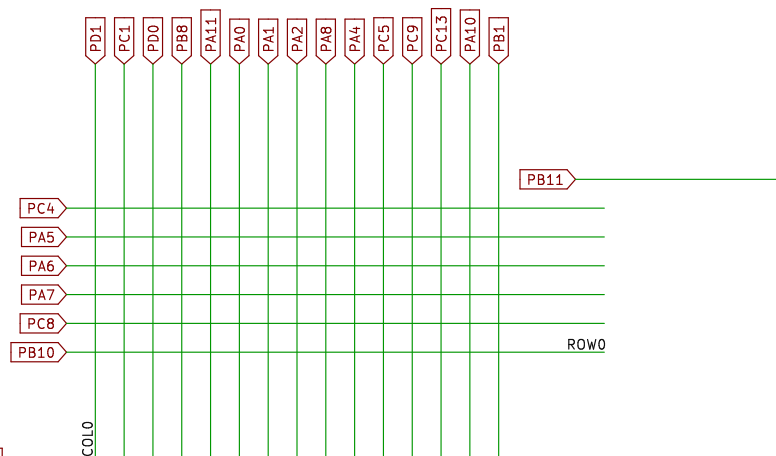 PD1
PC1
PD0
PB8
PA11
PA0
PA1
PA2
PA8
PA4
PC5
PC9
PC13
PA10
PB1
PB11
PC4
PA5
PA6
PA7
PC8
PB10
ROW0
COL0